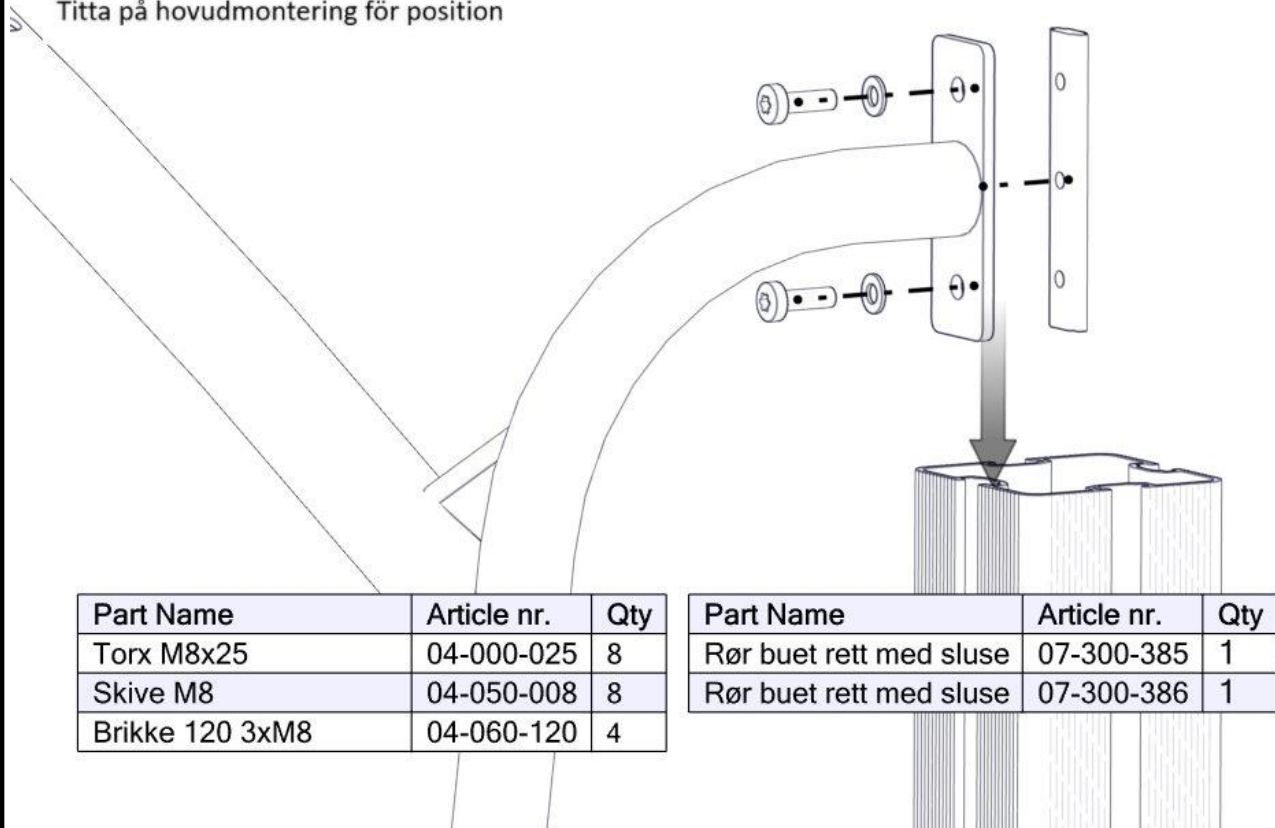 Titta på hovudmontering för position
Part Name Article nr. Qty
Torx M8x25 04-000-025 8
Skive M8 04-050-008 8
Brikke 120 3xM8 04-060-120 4
Part Name Article nr. Qty
Rør buet rett med sluse 07-300-385 1
Rør buet rett med sluse 07-300-386 1